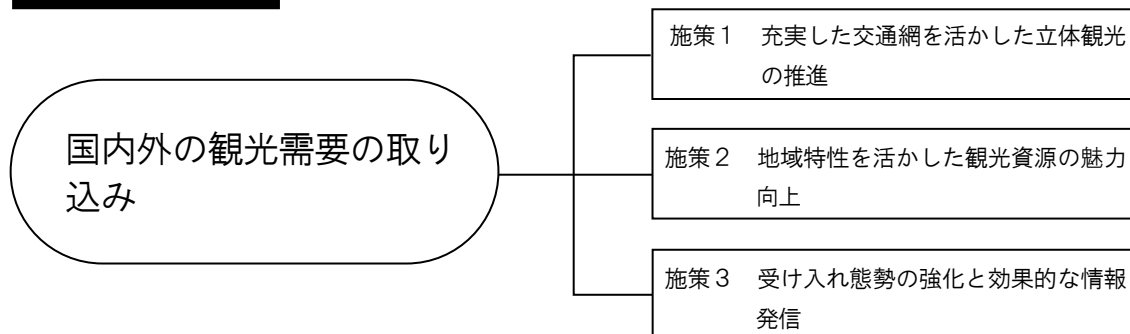 国内外の観光需要の取り
込み
施策１　充実した交通網を活かした立体観光
の推進
施策２　地域特性を活かした観光資源の魅力
向上
施策３　受け入れ態勢の強化と効果的な情報
発信